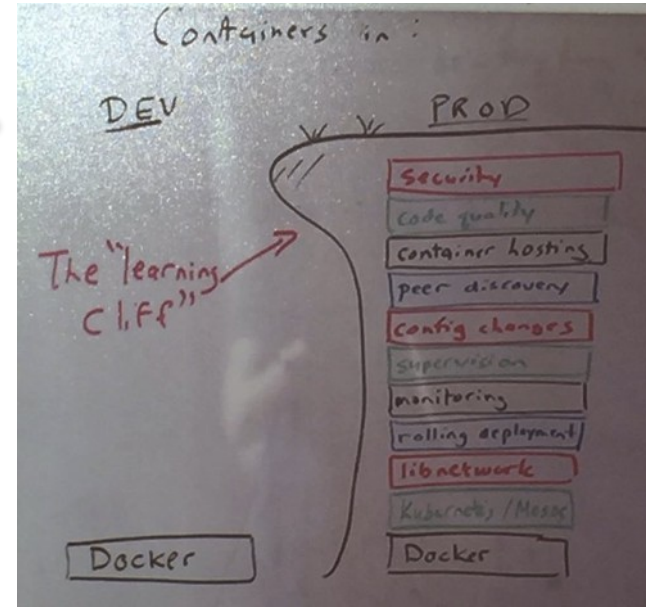 Containers in :
DEV
PROD
The "learning
Cliff"
security
code quality
container hosting
peer discovery
config changes
supervision
monitoring
rolling deployment
libnetwork
Kubernetes / Mesos
Docker
Docker